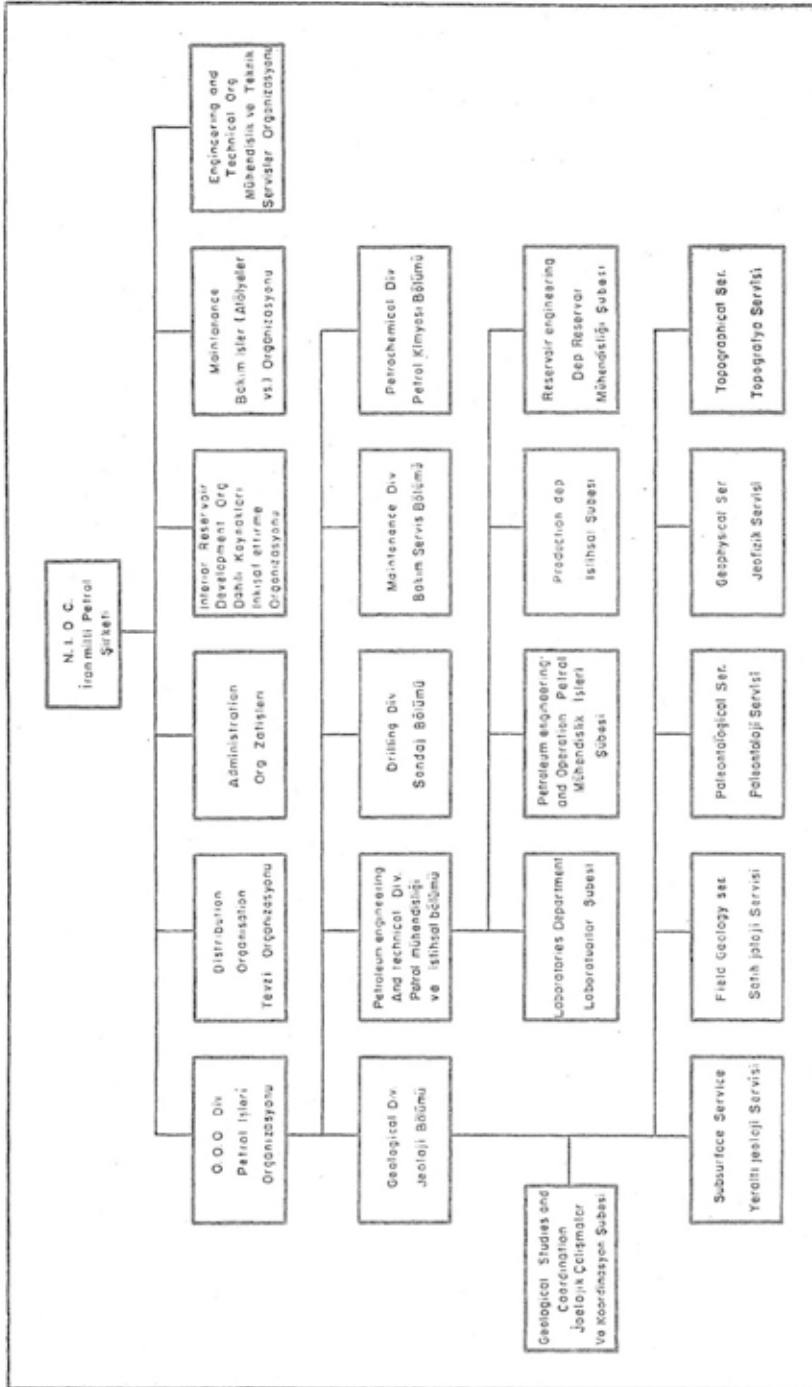 N. I. O C.
İran milli Petrol
Şirketi
O. O. O Div
Petrol İşleri
Organizasyonu
Distribution
Organisation
Tevzi Organizasyonu
Administration
Org Zatişleri
Interior Reservoir
Development Org
Dahili Kaynakları
Inkişaf ettirme
Organizasyonu
Maintenance
Bakım İşler (Atölyeler
vs.) Organizasyonu
Engineering and
Technical Org
Mühendislik ve Teknik
Servisler Organizasyonu
Geological Div.
Jeoloji Bölümü
Petroleum engineering
And technical Div.
Petrol mühendisliği
ve istihsal bölümü
Drilling Div
Sondaj Bölümü
Maintenance Div
Bakım Servis Bölümü
Petrochemical Div
Petrol Kimyası Bölümü
Geological Studies and
Coordination
Joelojik Çalışmalar
Ve Koordinasyon Şubesi
Laboratories Department
Laboratuarlar Şubesi
Petroleum engineering.
and Operation Petrol
Mühendislik İşleri
Şubesi
Production dep
İstihsal Şubesi
Reservoir engineering
Dep Reservar
Mühendisliği Şubesi
Subsurface Service
Yeraltı jeoloji Servisi
Field Geology ser.
Satıh joloji Servisi
Paleontological Ser.
Paleontoloji Servisi
Geophysical Ser
Jeofizik Servisi
Topographical Ser.
Topografya Servisi